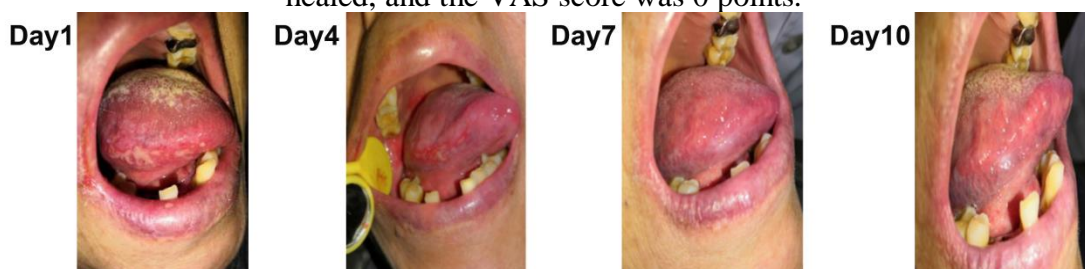 healed, and the VAS score was 0 points.
Day1 Day4 Day7 Day10